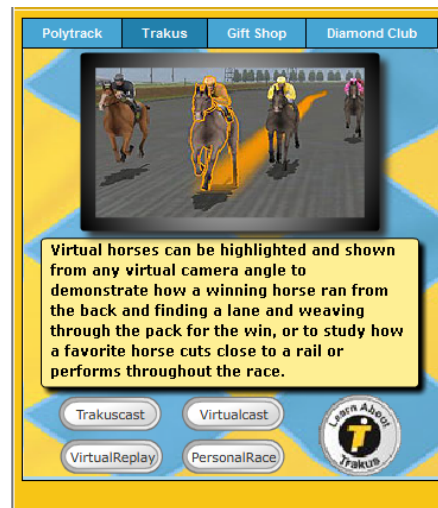 Polytrack Trakus Gift Shop Diamond Club
Virtual horses can be highlighted and shown
from any virtual camera angle to
demonstrate how a winning horse ran from
the back and finding a lane and weaving
through the pack for the win, or to study how
a favorite horse cuts close to a rail or
performs throughout the race.
Trakuscast Virtualcast
Learn About
Trakus
VirtualReplay PersonalRace